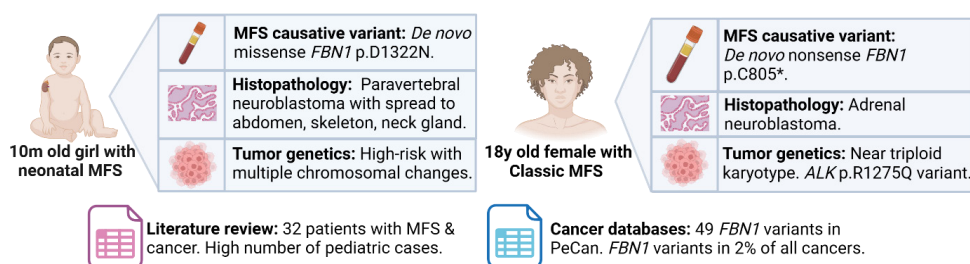 MFS causative variant: De novo
missense FBN1 p.D1322N.
Histopathology: Paravertebral
neuroblastoma with spread to
abdomen, skeleton, neck gland.
Tumor genetics: High-risk with
multiple chromosomal changes.
10m old girl with
neonatal MFS
MFS causative variant:
De novo nonsense FBN1
p.C805*.
Histopathology: Adrenal
neuroblastoma.
Tumor genetics: Near triploid
karyotype. ALK p.R1275Q variant.
18y old female with
Classic MFS
Literature review: 32 patients with MFS &
cancer. High number of pediatric cases.
Cancer databases: 49 FBN1 variants in
PeCan. FBN1 variants in 2% of all cancers.